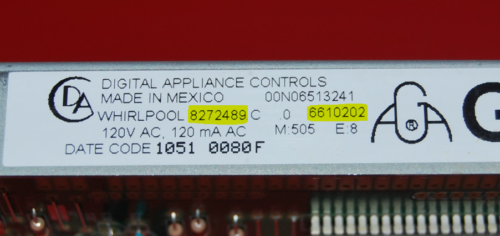 DIGITAL APPLIANCE CONTROLS
MADE IN MEXICO 00N06513241
WHIRLPOOL 8272489 C .0 6610202
120V AC, 120 mA AC M:505 E:8
DATE CODE 1051 0080F